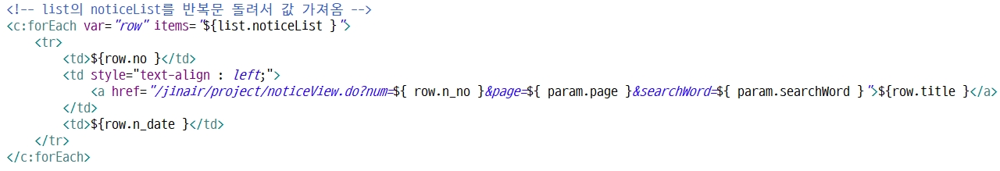 <!-- list의 noticeList를 반복문 돌려서 값 가져옴 -->
<c:forEach var="row" items="${list.noticeList }">
    <tr>
        <td>${row.no }</td>
        <td style="text-align : left;">
            <a href="/jinair/project/noticeView.do?num=${ row.n_no }&page=${ param.page }&searchWord=${ param.searchWord }">${row.title }</a>
        </td>
        <td>${row.n_date }</td>
    </tr>
</c:forEach>